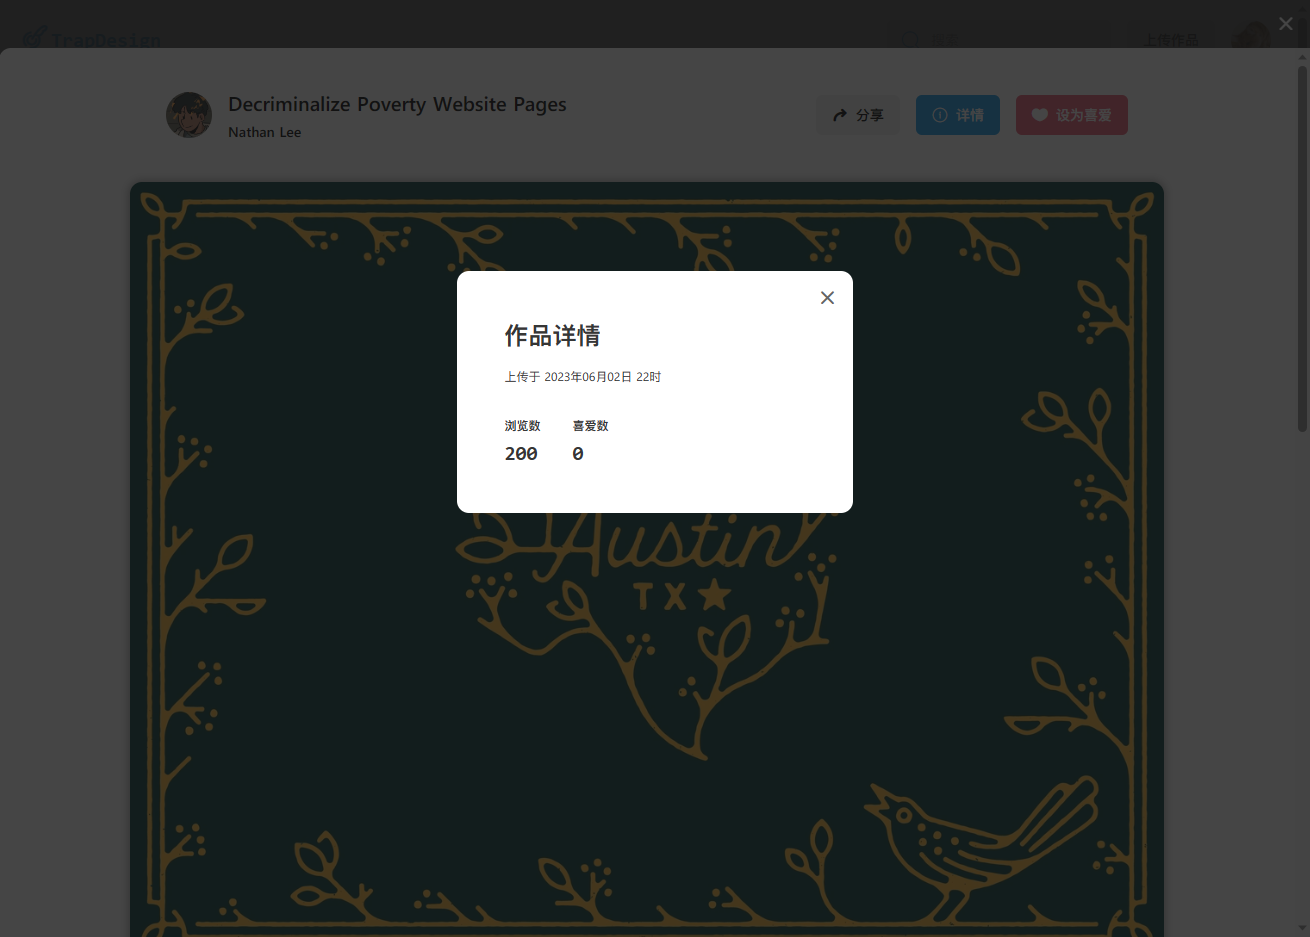 TrapDesign
搜索
上传作品
Decriminalize Poverty Website Pages
Nathan Lee
分享
详情
设为喜爱
作品详情
上传于 2023年06月02日 22时
浏览数 喜爱数
200 0
Austin
TX